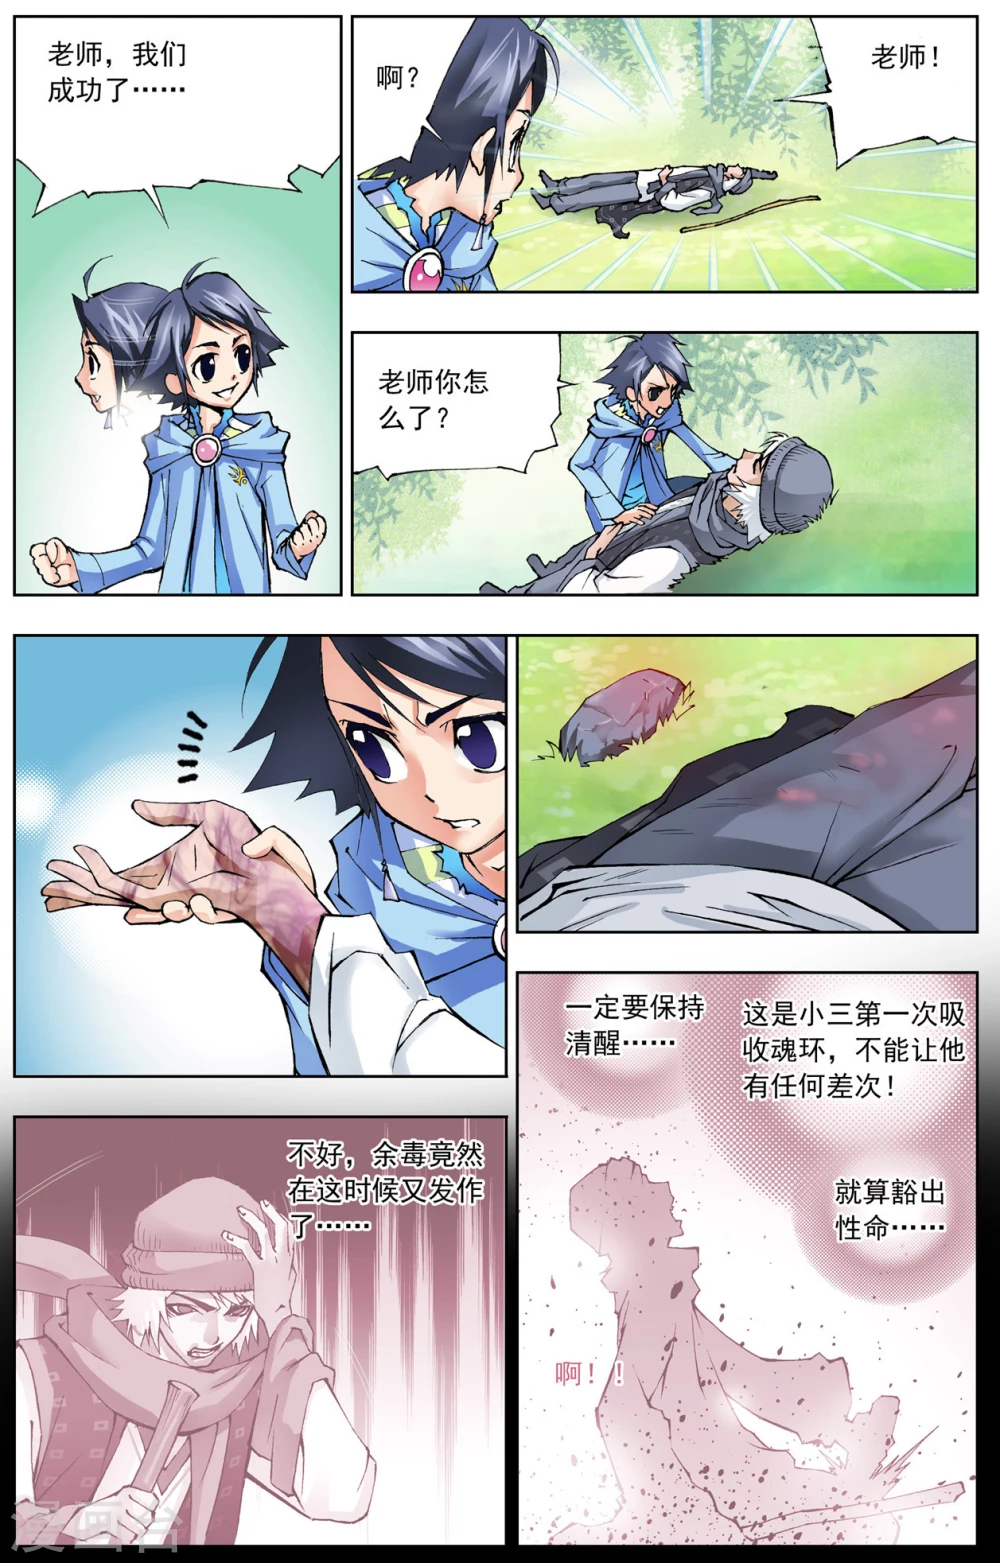 老师，我们
成功了……
啊？
老师！
老师你怎
么了？
不好，余毒竟然
在这时候又发作
了……
一定要保持
清醒……
这是小三第一次吸
收魂环，不能让他
有任何差次！
就算豁出
性命……
啊！！
漫画台